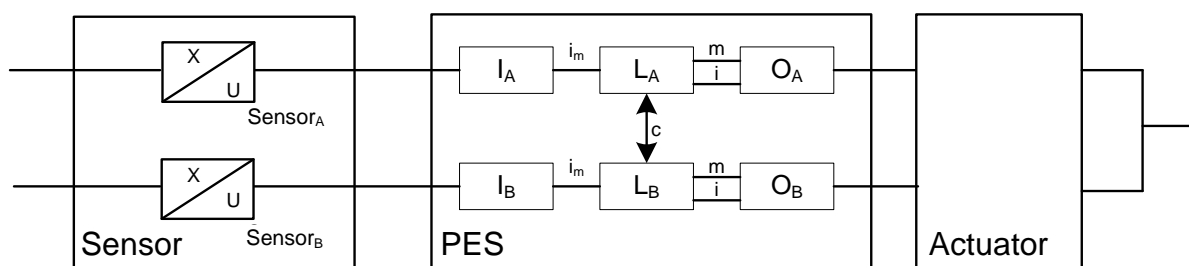 X
U
Sensor_A
I_A
i_m
L_A
m
i
O_A
c
X
U
Sensor_B
I_B
i_m
L_B
m
i
O_B
Sensor
PES
Actuator